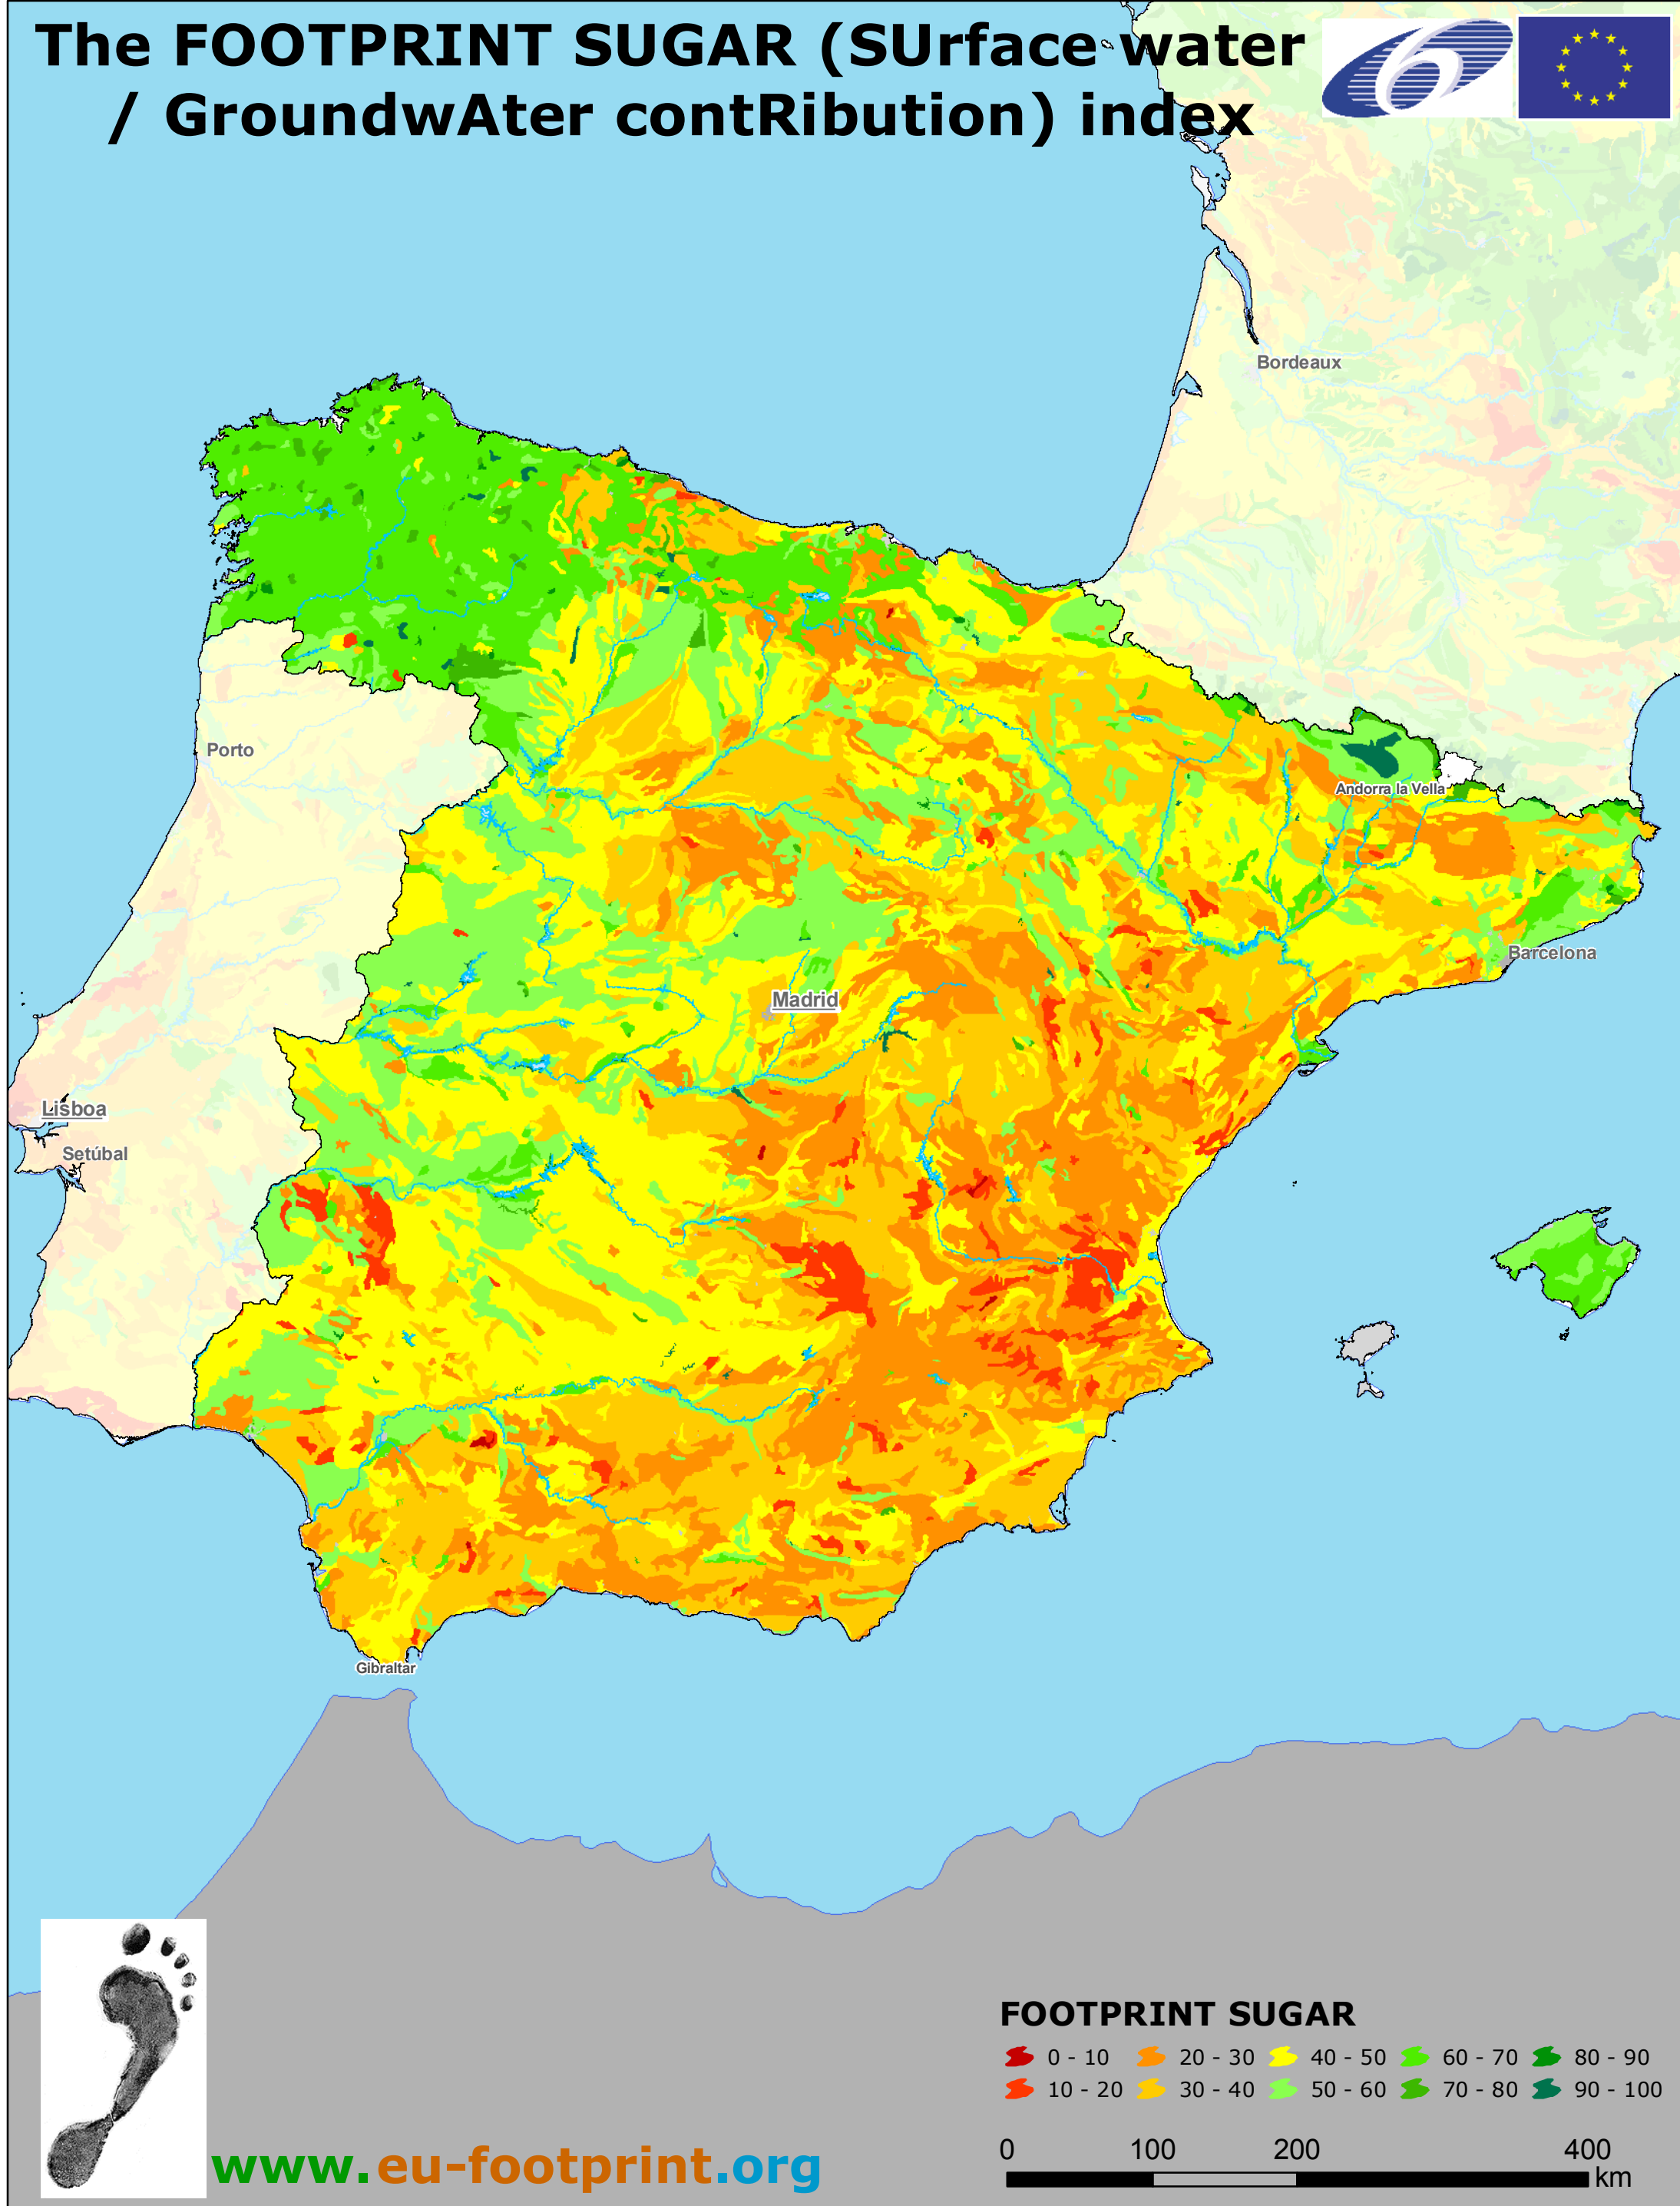 The FOOTPRINT SUGAR (SUrface water
/ GroundwAter contRibution) index
Bordeaux
Porto
Andorra la Vella
Barcelona
Madrid
Lisboa
Setúbal
Gibraltar
FOOTPRINT SUGAR
0 - 10 20 - 30 40 - 50 60 - 70 80 - 90
10 - 20 30 - 40 50 - 60 70 - 80 90 - 100
0 100 200 400
km
www.eu-footprint.org